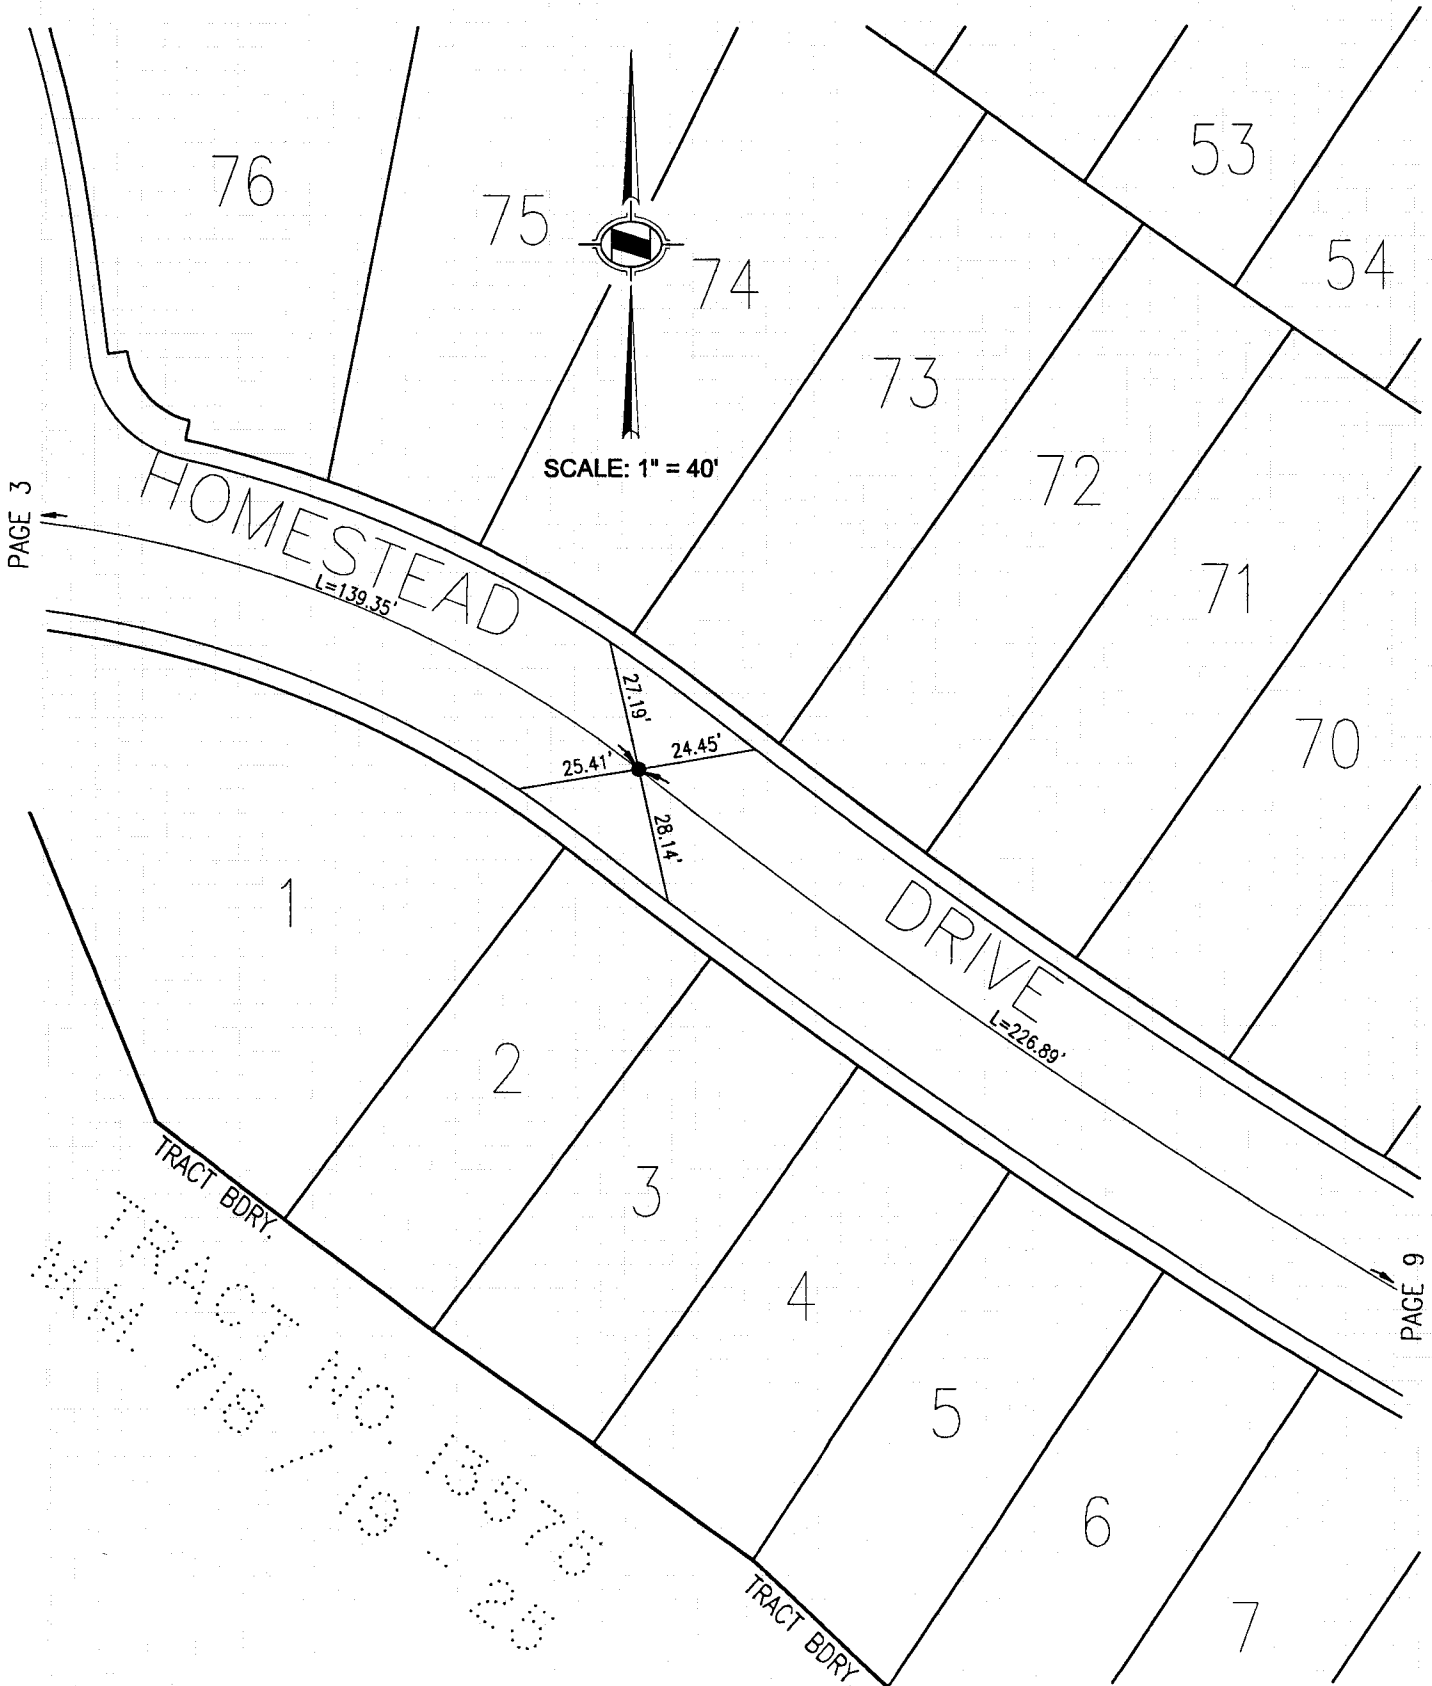 53
76
75
54
74
73
SCALE: 1" = 40'
72
PAGE 3
HOMESTEAD
L=139.35'
71
27.19'
70
24.45'
25.41'
28.14'
1
DRIVE
L=226.89'
2
3
TRACT BDRY.
4
PAGE 9
TRACT NO. 13575
M.M. 718 / 19 - 25
5
6
7
TRACT BDRY